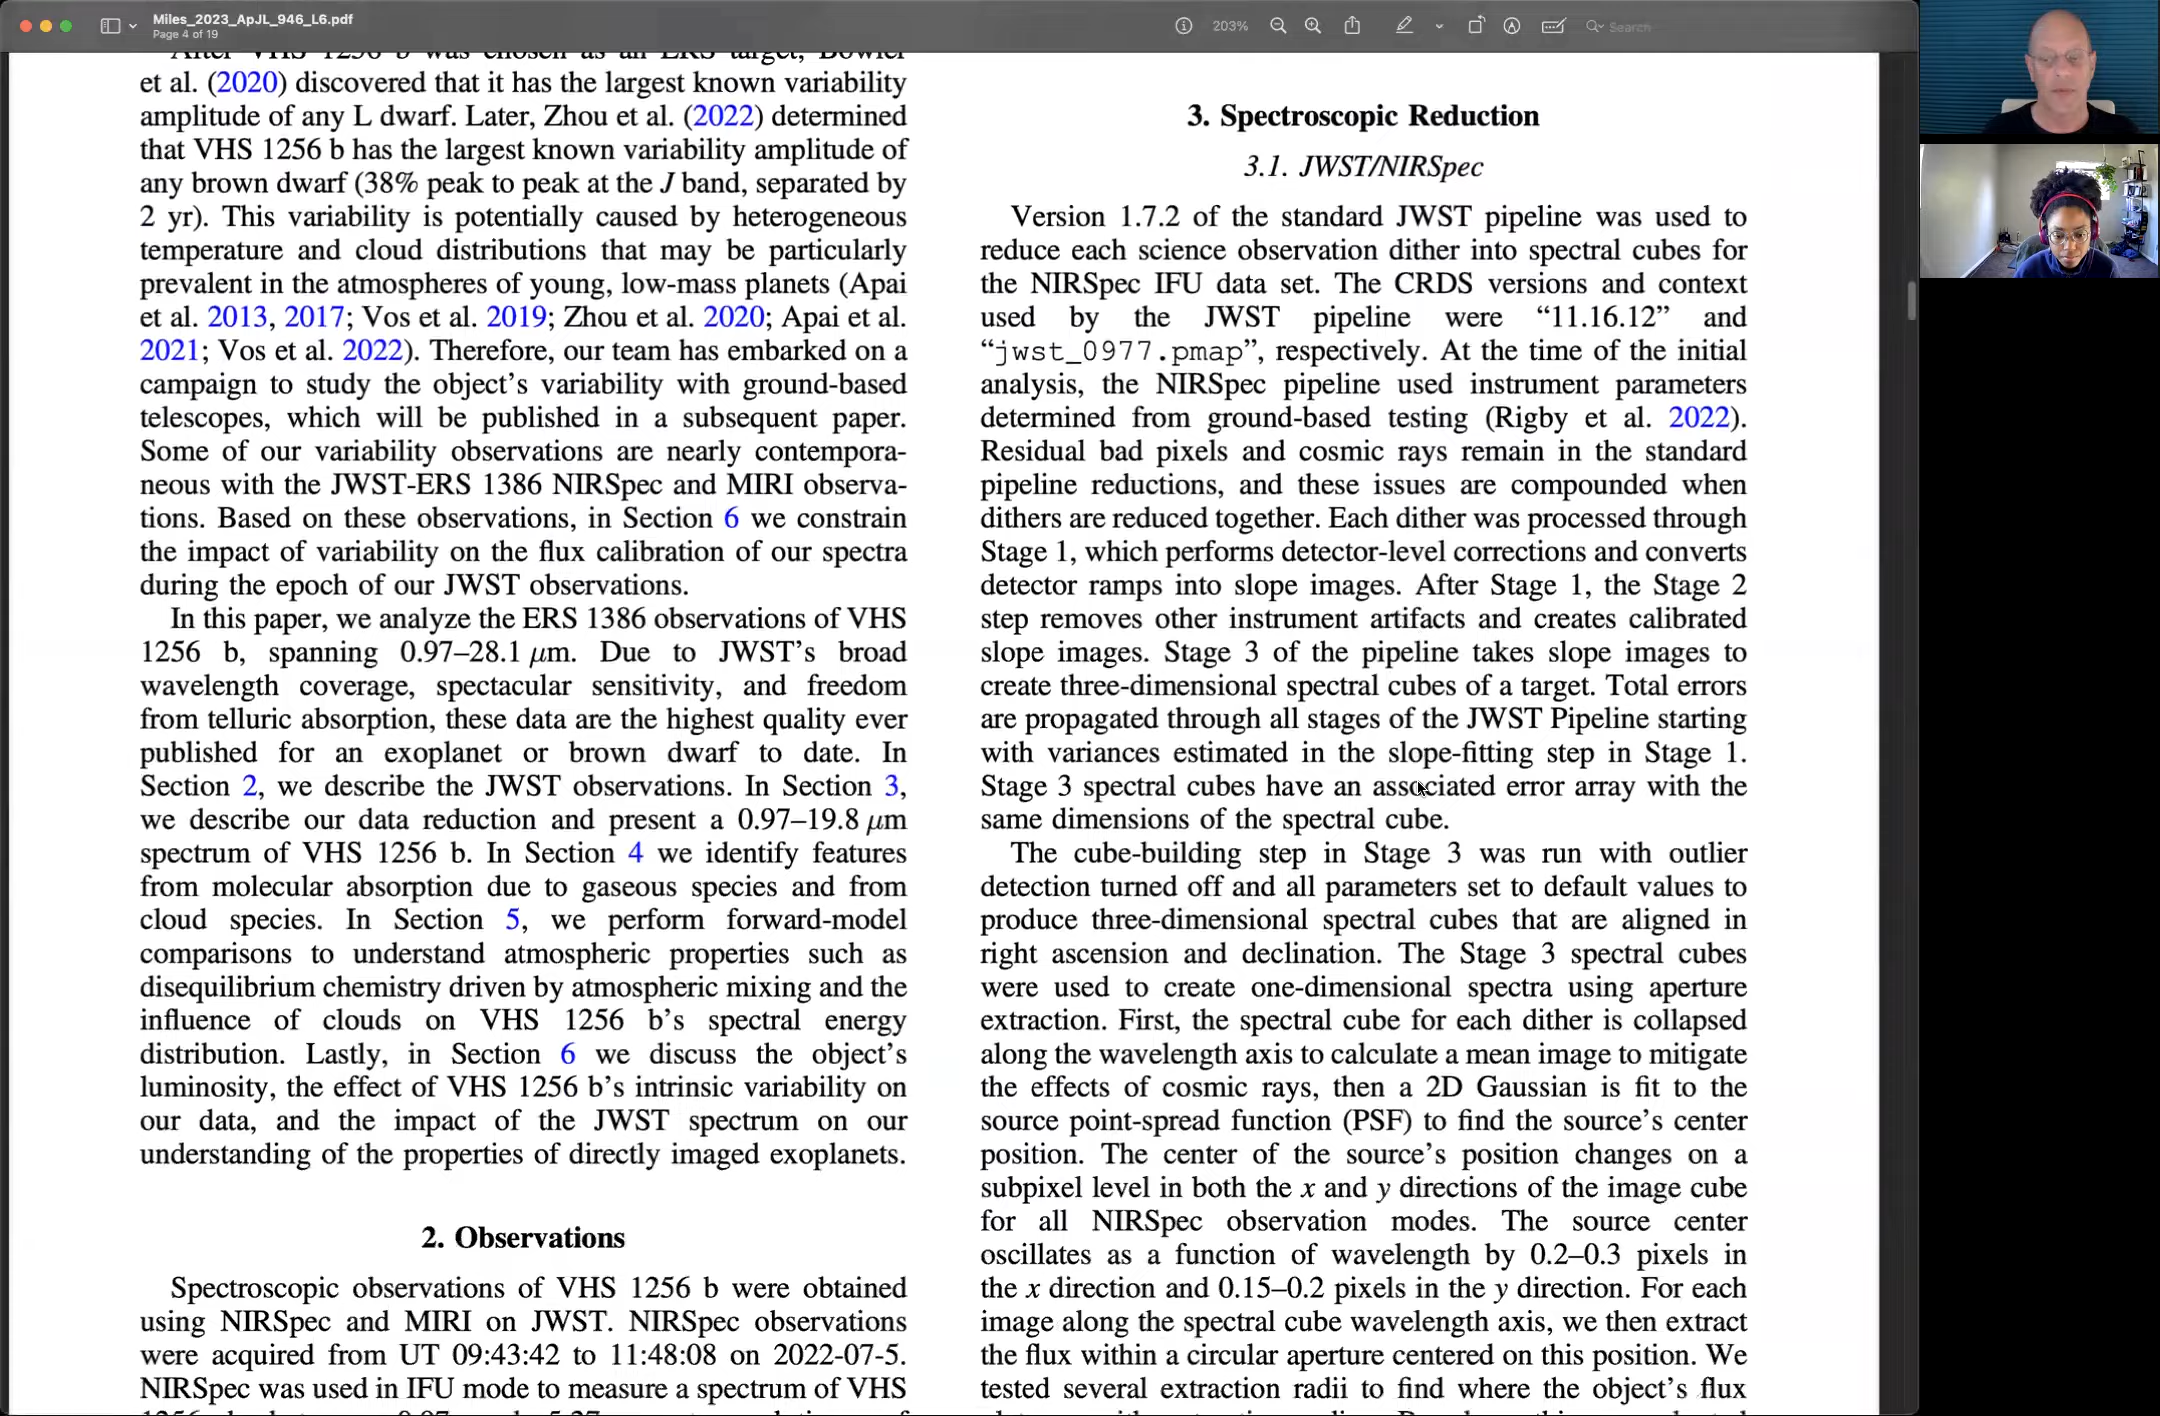 Miles_2023_ApJL_946_L6.pdf
Page 4 of 19
203%
Search
After VHS 1256 b was chosen as an ERS target, Bowler
et al. (2020) discovered that it has the largest known variability
amplitude of any L dwarf. Later, Zhou et al. (2022) determined
that VHS 1256 b has the largest known variability amplitude of
any brown dwarf (38% peak to peak at the J band, separated by
2 yr). This variability is potentially caused by heterogeneous
temperature and cloud distributions that may be particularly
prevalent in the atmospheres of young, low-mass planets (Apai
et al. 2013, 2017; Vos et al. 2019; Zhou et al. 2020; Apai et al.
2021; Vos et al. 2022). Therefore, our team has embarked on a
campaign to study the object’s variability with ground-based
telescopes, which will be published in a subsequent paper.
Some of our variability observations are nearly contempora-
neous with the JWST-ERS 1386 NIRSpec and MIRI observa-
tions. Based on these observations, in Section 6 we constrain
the impact of variability on the flux calibration of our spectra
during the epoch of our JWST observations.
In this paper, we analyze the ERS 1386 observations of VHS
1256 b, spanning 0.97–28.1 μm. Due to JWST’s broad
wavelength coverage, spectacular sensitivity, and freedom
from telluric absorption, these data are the highest quality ever
published for an exoplanet or brown dwarf to date. In
Section 2, we describe the JWST observations. In Section 3,
we describe our data reduction and present a 0.97–19.8 μm
spectrum of VHS 1256 b. In Section 4 we identify features
from molecular absorption due to gaseous species and from
cloud species. In Section 5, we perform forward-model
comparisons to understand atmospheric properties such as
disequilibrium chemistry driven by atmospheric mixing and the
influence of clouds on VHS 1256 b’s spectral energy
distribution. Lastly, in Section 6 we discuss the object’s
luminosity, the effect of VHS 1256 b’s intrinsic variability on
our data, and the impact of the JWST spectrum on our
understanding of the properties of directly imaged exoplanets.
2. Observations
Spectroscopic observations of VHS 1256 b were obtained
using NIRSpec and MIRI on JWST. NIRSpec observations
were acquired from UT 09:43:42 to 11:48:08 on 2022-07-5.
NIRSpec was used in IFU mode to measure a spectrum of VHS
3. Spectroscopic Reduction
3.1. JWST/NIRSpec
Version 1.7.2 of the standard JWST pipeline was used to
reduce each science observation dither into spectral cubes for
the NIRSpec IFU data set. The CRDS versions and context
used by the JWST pipeline were “11.16.12” and
“jwst_0977.pmap”, respectively. At the time of the initial
analysis, the NIRSpec pipeline used instrument parameters
determined from ground-based testing (Rigby et al. 2022).
Residual bad pixels and cosmic rays remain in the standard
pipeline reductions, and these issues are compounded when
dithers are reduced together. Each dither was processed through
Stage 1, which performs detector-level corrections and converts
detector ramps into slope images. After Stage 1, the Stage 2
step removes other instrument artifacts and creates calibrated
slope images. Stage 3 of the pipeline takes slope images to
create three-dimensional spectral cubes of a target. Total errors
are propagated through all stages of the JWST Pipeline starting
with variances estimated in the slope-fitting step in Stage 1.
Stage 3 spectral cubes have an associated error array with the
same dimensions of the spectral cube.
The cube-building step in Stage 3 was run with outlier
detection turned off and all parameters set to default values to
produce three-dimensional spectral cubes that are aligned in
right ascension and declination. The Stage 3 spectral cubes
were used to create one-dimensional spectra using aperture
extraction. First, the spectral cube for each dither is collapsed
along the wavelength axis to calculate a mean image to mitigate
the effects of cosmic rays, then a 2D Gaussian is fit to the
source point-spread function (PSF) to find the source’s center
position. The center of the source’s position changes on a
subpixel level in both the x and y directions of the image cube
for all NIRSpec observation modes. The source center
oscillates as a function of wavelength by 0.2–0.3 pixels in
the x direction and 0.15–0.2 pixels in the y direction. For each
image along the spectral cube wavelength axis, we then extract
the flux within a circular aperture centered on this position. We
tested several extraction radii to find where the object’s flux